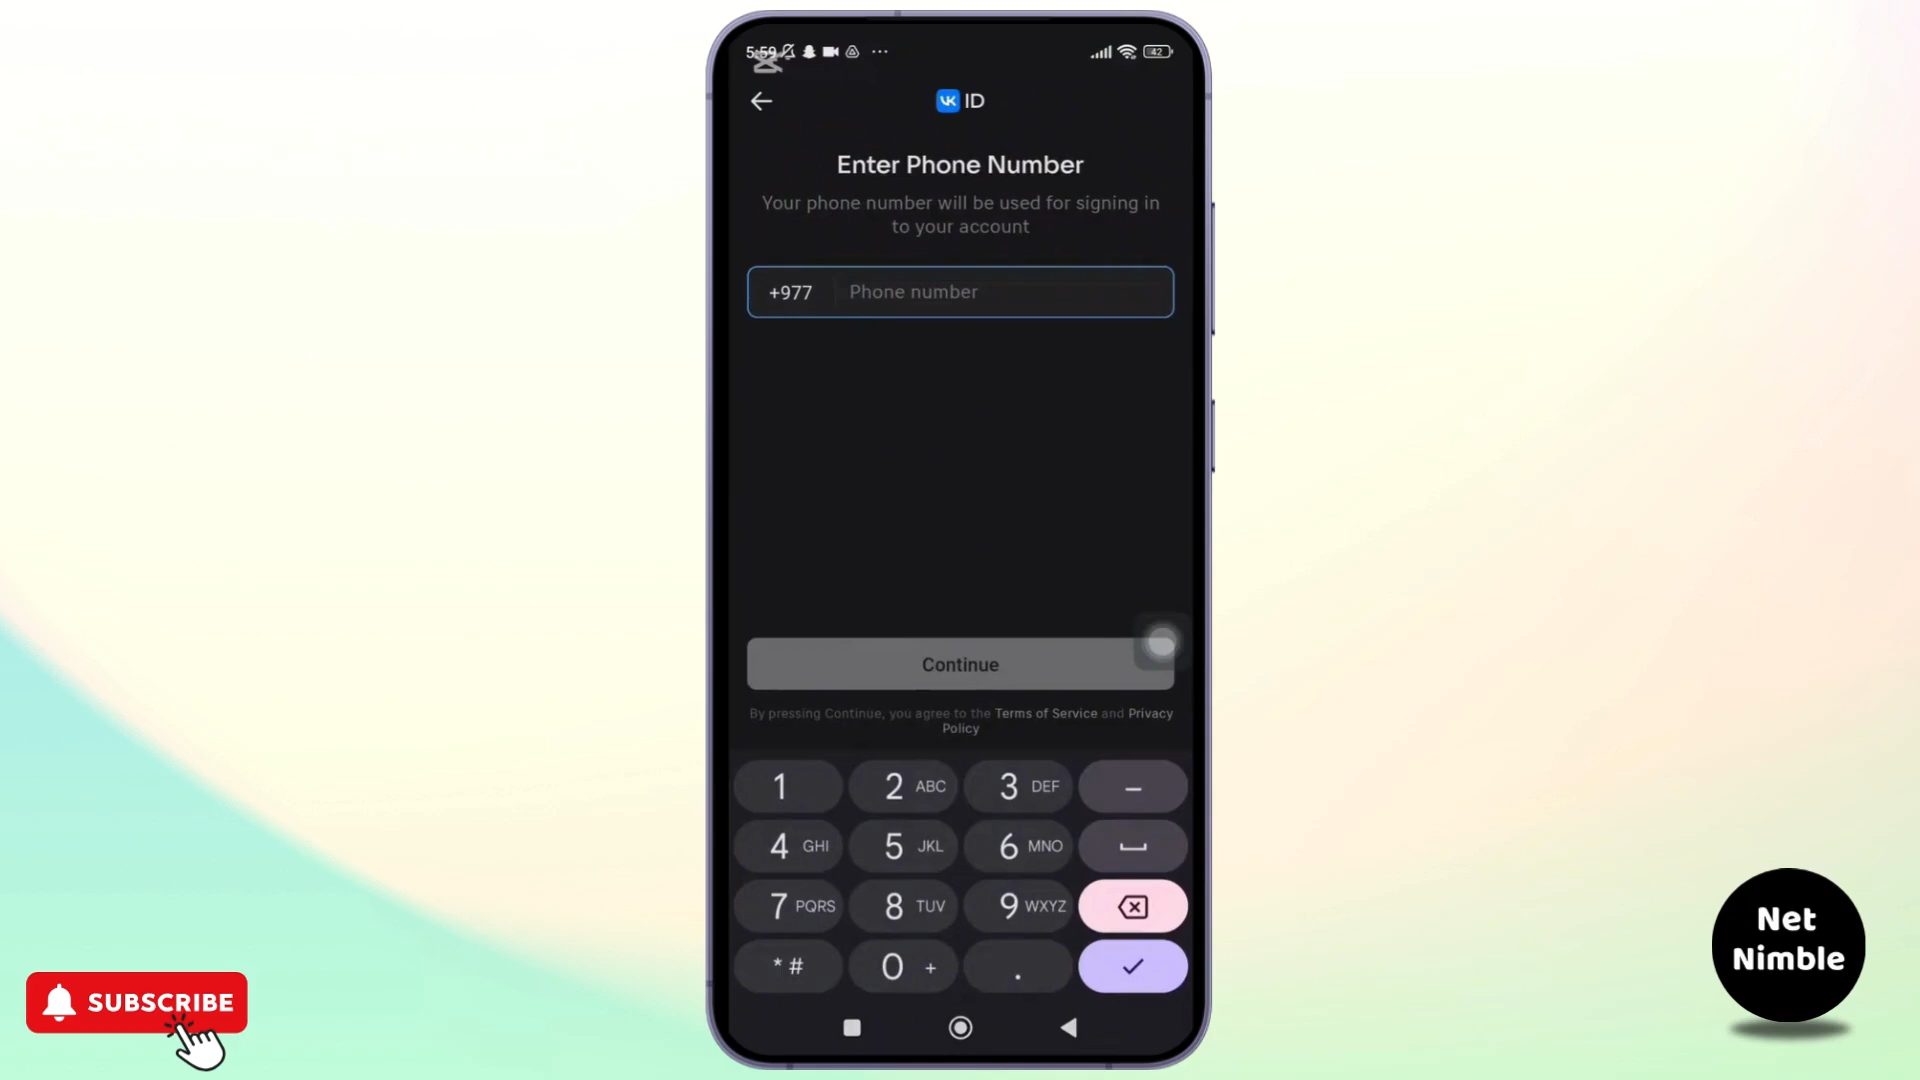 5:59
42
VK ID
Enter Phone Number
Your phone number will be used for signing in
to your account
+977 Phone number
Continue
By pressing Continue, you agree to the Terms of Service and Privacy
Policy
1 2 ABC 3 DEF –
4 GHI 5 JKL 6 MNO
7 PQRS 8 TUV 9 WXYZ
* # 0 + .
SUBSCRIBE
Net
Nimble